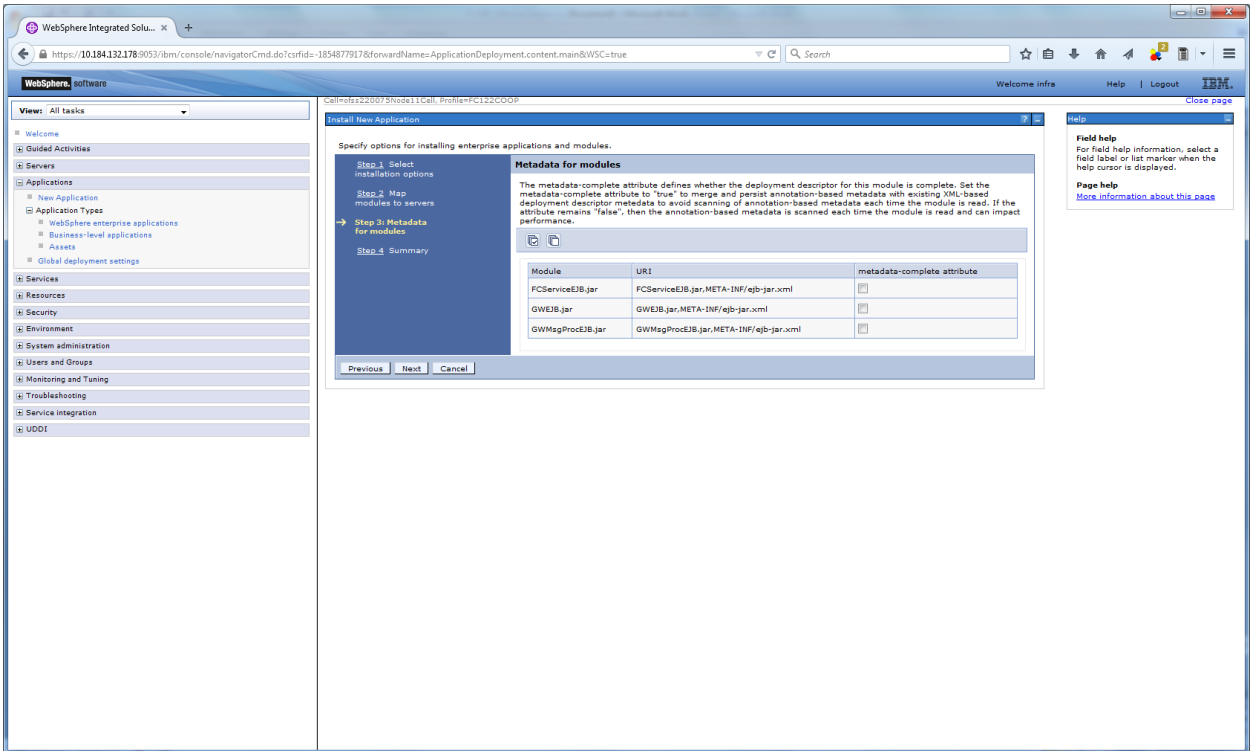 WebSphere Integrated Solu... × +
https://10.184.132.178:9053/ibm/console/navigatorCmd.do?csrfid=-1854877917&forwardName=ApplicationDeployment.content.main&WSC=true
Search
2
WebSphere. software
Welcome infra
Help | Logout
IBM.
View: All tasks
Welcome
Guided Activities
Servers
Applications
New Application
Application Types
WebSphere enterprise applications
Business-level applications
Assets
Global deployment settings
Services
Resources
Security
Environment
System administration
Users and Groups
Monitoring and Tuning
Troubleshooting
Service integration
UDDI
Cell=ofss220075Node11Cell, Profile=FC122COOP
Close page
Install New Application ? -
Specify options for installing enterprise applications and modules.
Step 1 Select
installation options
Step 2 Map
modules to servers
Step 3: Metadata
for modules
Step 4 Summary
Metadata for modules
The metadata-complete attribute defines whether the deployment descriptor for this module is complete. Set the
metadata-complete attribute to "true" to merge and persist annotation-based metadata with existing XML-based
deployment descriptor metedata to avoid scanning of annotation-based metadata each time the module is read. If the
attribute remains "false", then the annotation-based metadata is scanned each time the module is read and can impact
performance.
Module URI metadata-complete attribute
FCServiceEJB.jar FCServiceEJB.jar,META-INF/ejb-jar.xml
GWEJB.jar GWEJB.jar,META-INF/ejb-jar.xml
GWMsgProcEJB.jar GWMsgProcEJB.jar,META-INF/ejb-jar.xml
Previous Next Cancel
Help
Field help
For field help information, select a
field label or list marker when the
help cursor is displayed.
Page help
More information about this page